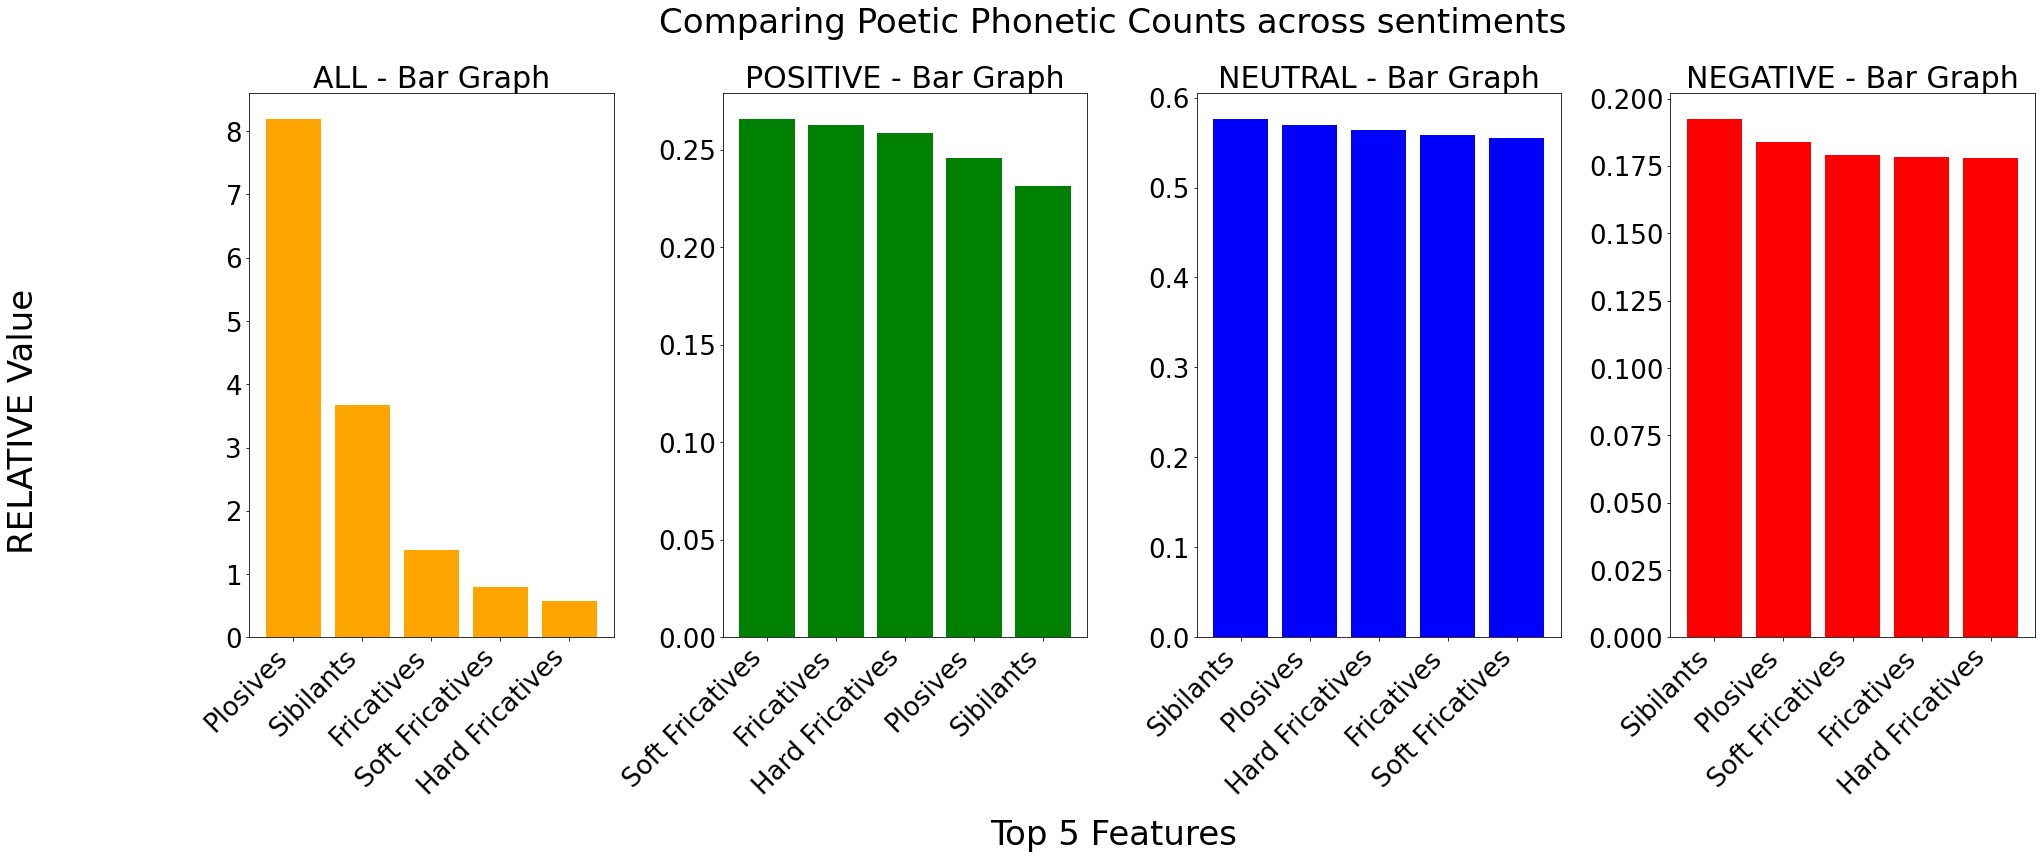 Comparing Poetic Phonetic Counts across sentiments
RELATIVE Value
ALL - Bar Graph
8
7
6
5
4
3
2
1
0
Plosives
Sibilants
Fricatives
Soft Fricatives
Hard Fricatives
POSITIVE - Bar Graph
0.25
0.20
0.15
0.10
0.05
0.00
Soft Fricatives
Fricatives
Hard Fricatives
Plosives
Sibilants
NEUTRAL - Bar Graph
0.6
0.5
0.4
0.3
0.2
0.1
0.0
Sibilants
Plosives
Hard Fricatives
Fricatives
Soft Fricatives
NEGATIVE - Bar Graph
0.200
0.175
0.150
0.125
0.100
0.075
0.050
0.025
0.000
Sibilants
Plosives
Soft Fricatives
Fricatives
Hard Fricatives
Top 5 Features